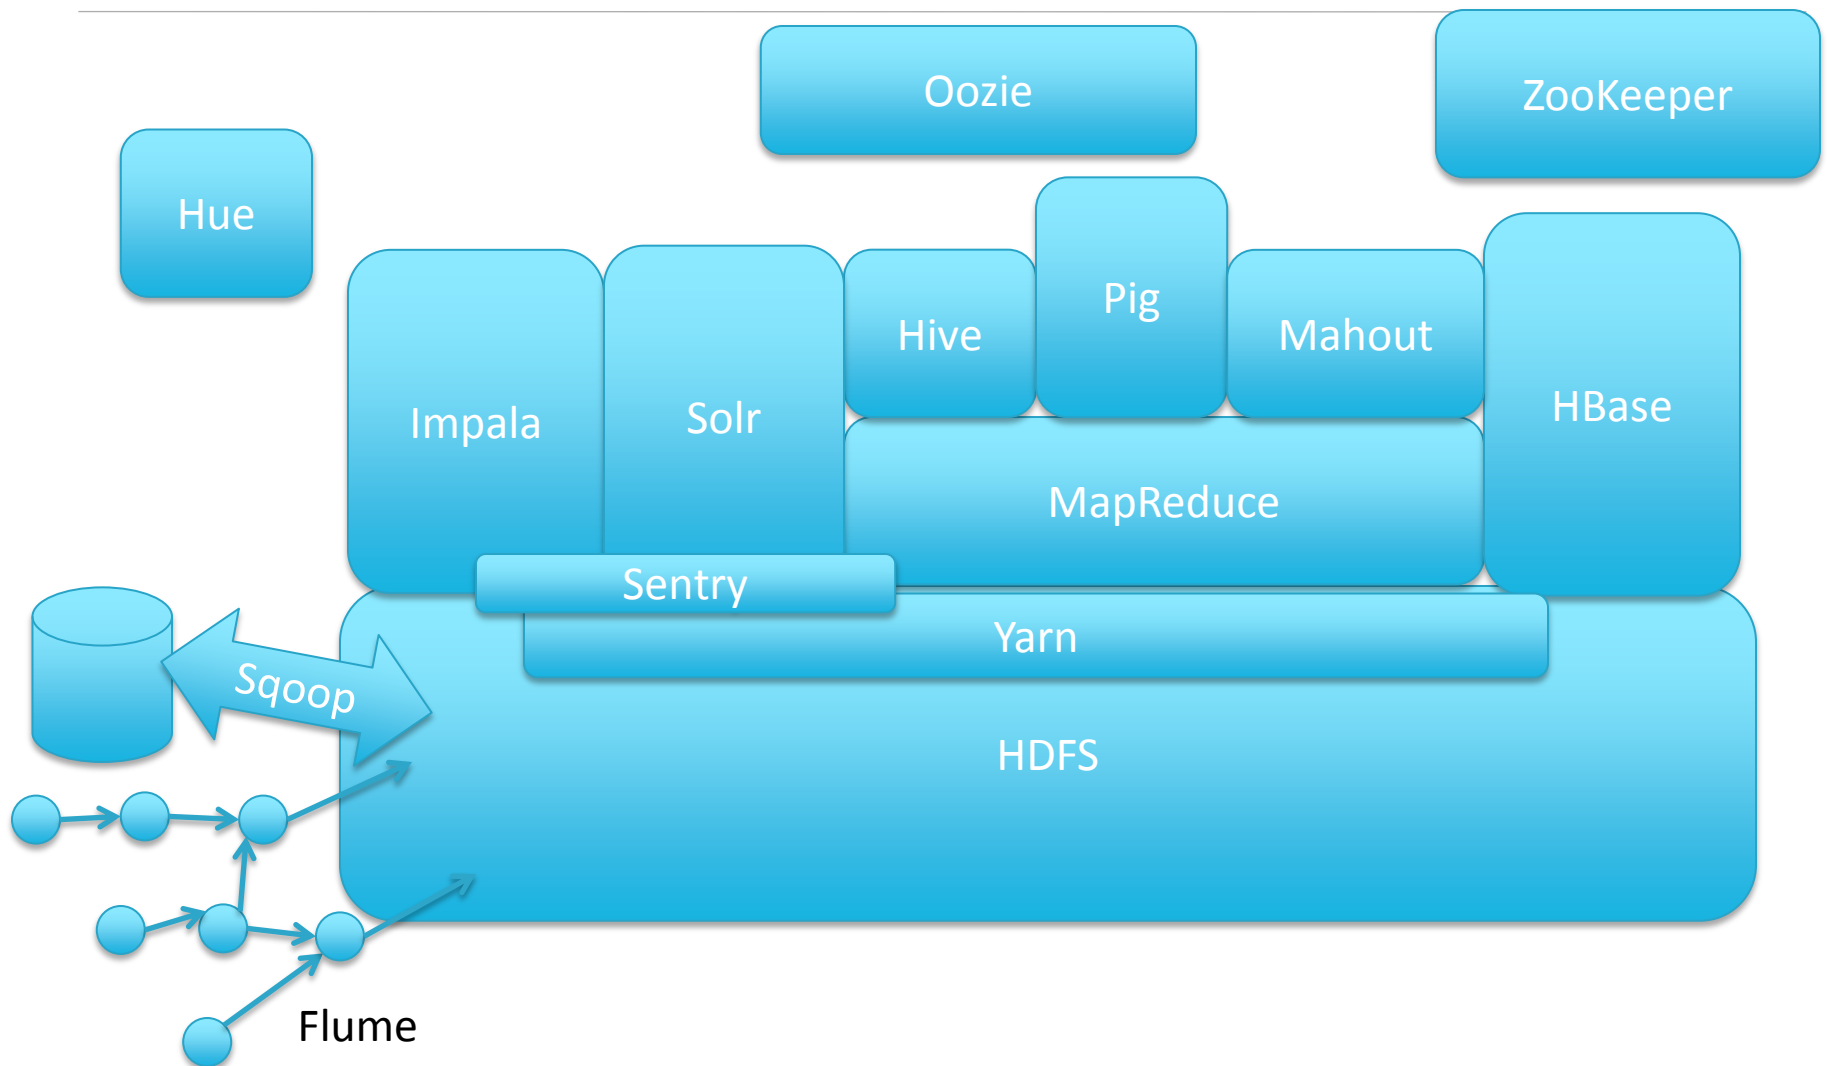 Oozie
ZooKeeper
Hue
Impala
Solr
Hive
Pig
Mahout
HBase
MapReduce
Sentry
Yarn
Sqoop
HDFS
Flume